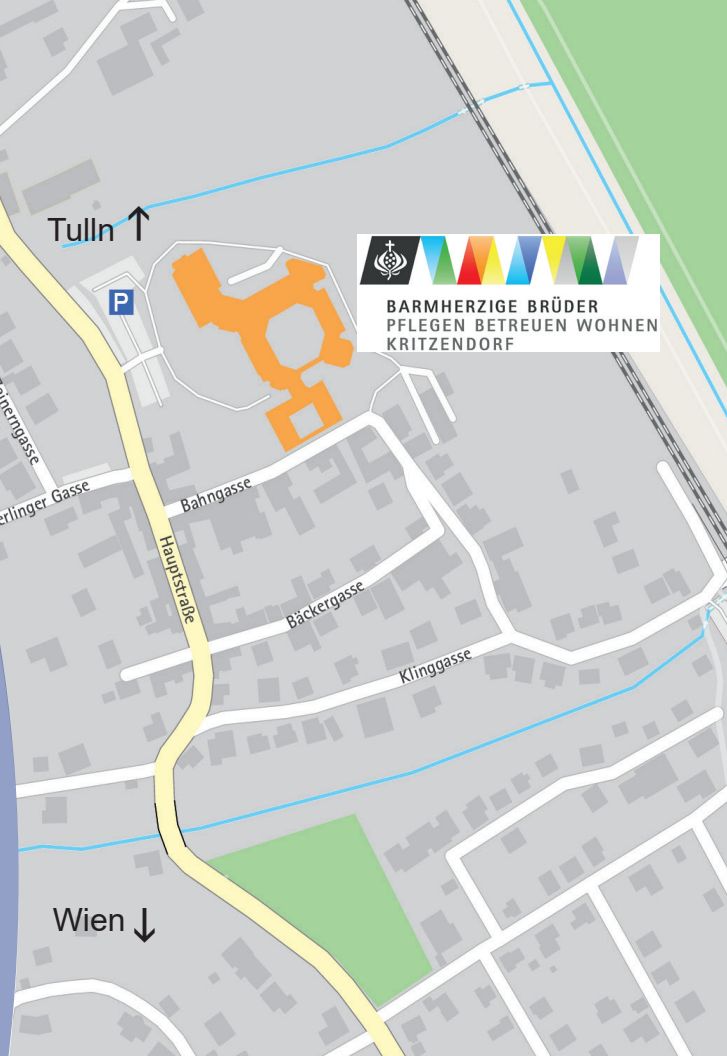 Tulln ↑
P
BARMHERZIGE BRÜDER
PFLEGEN BETREUEN WOHNEN
KRITZENDORF
Bahngasse
Hauptstraße
Bäckergasse
Klinggasse
Wien ↓